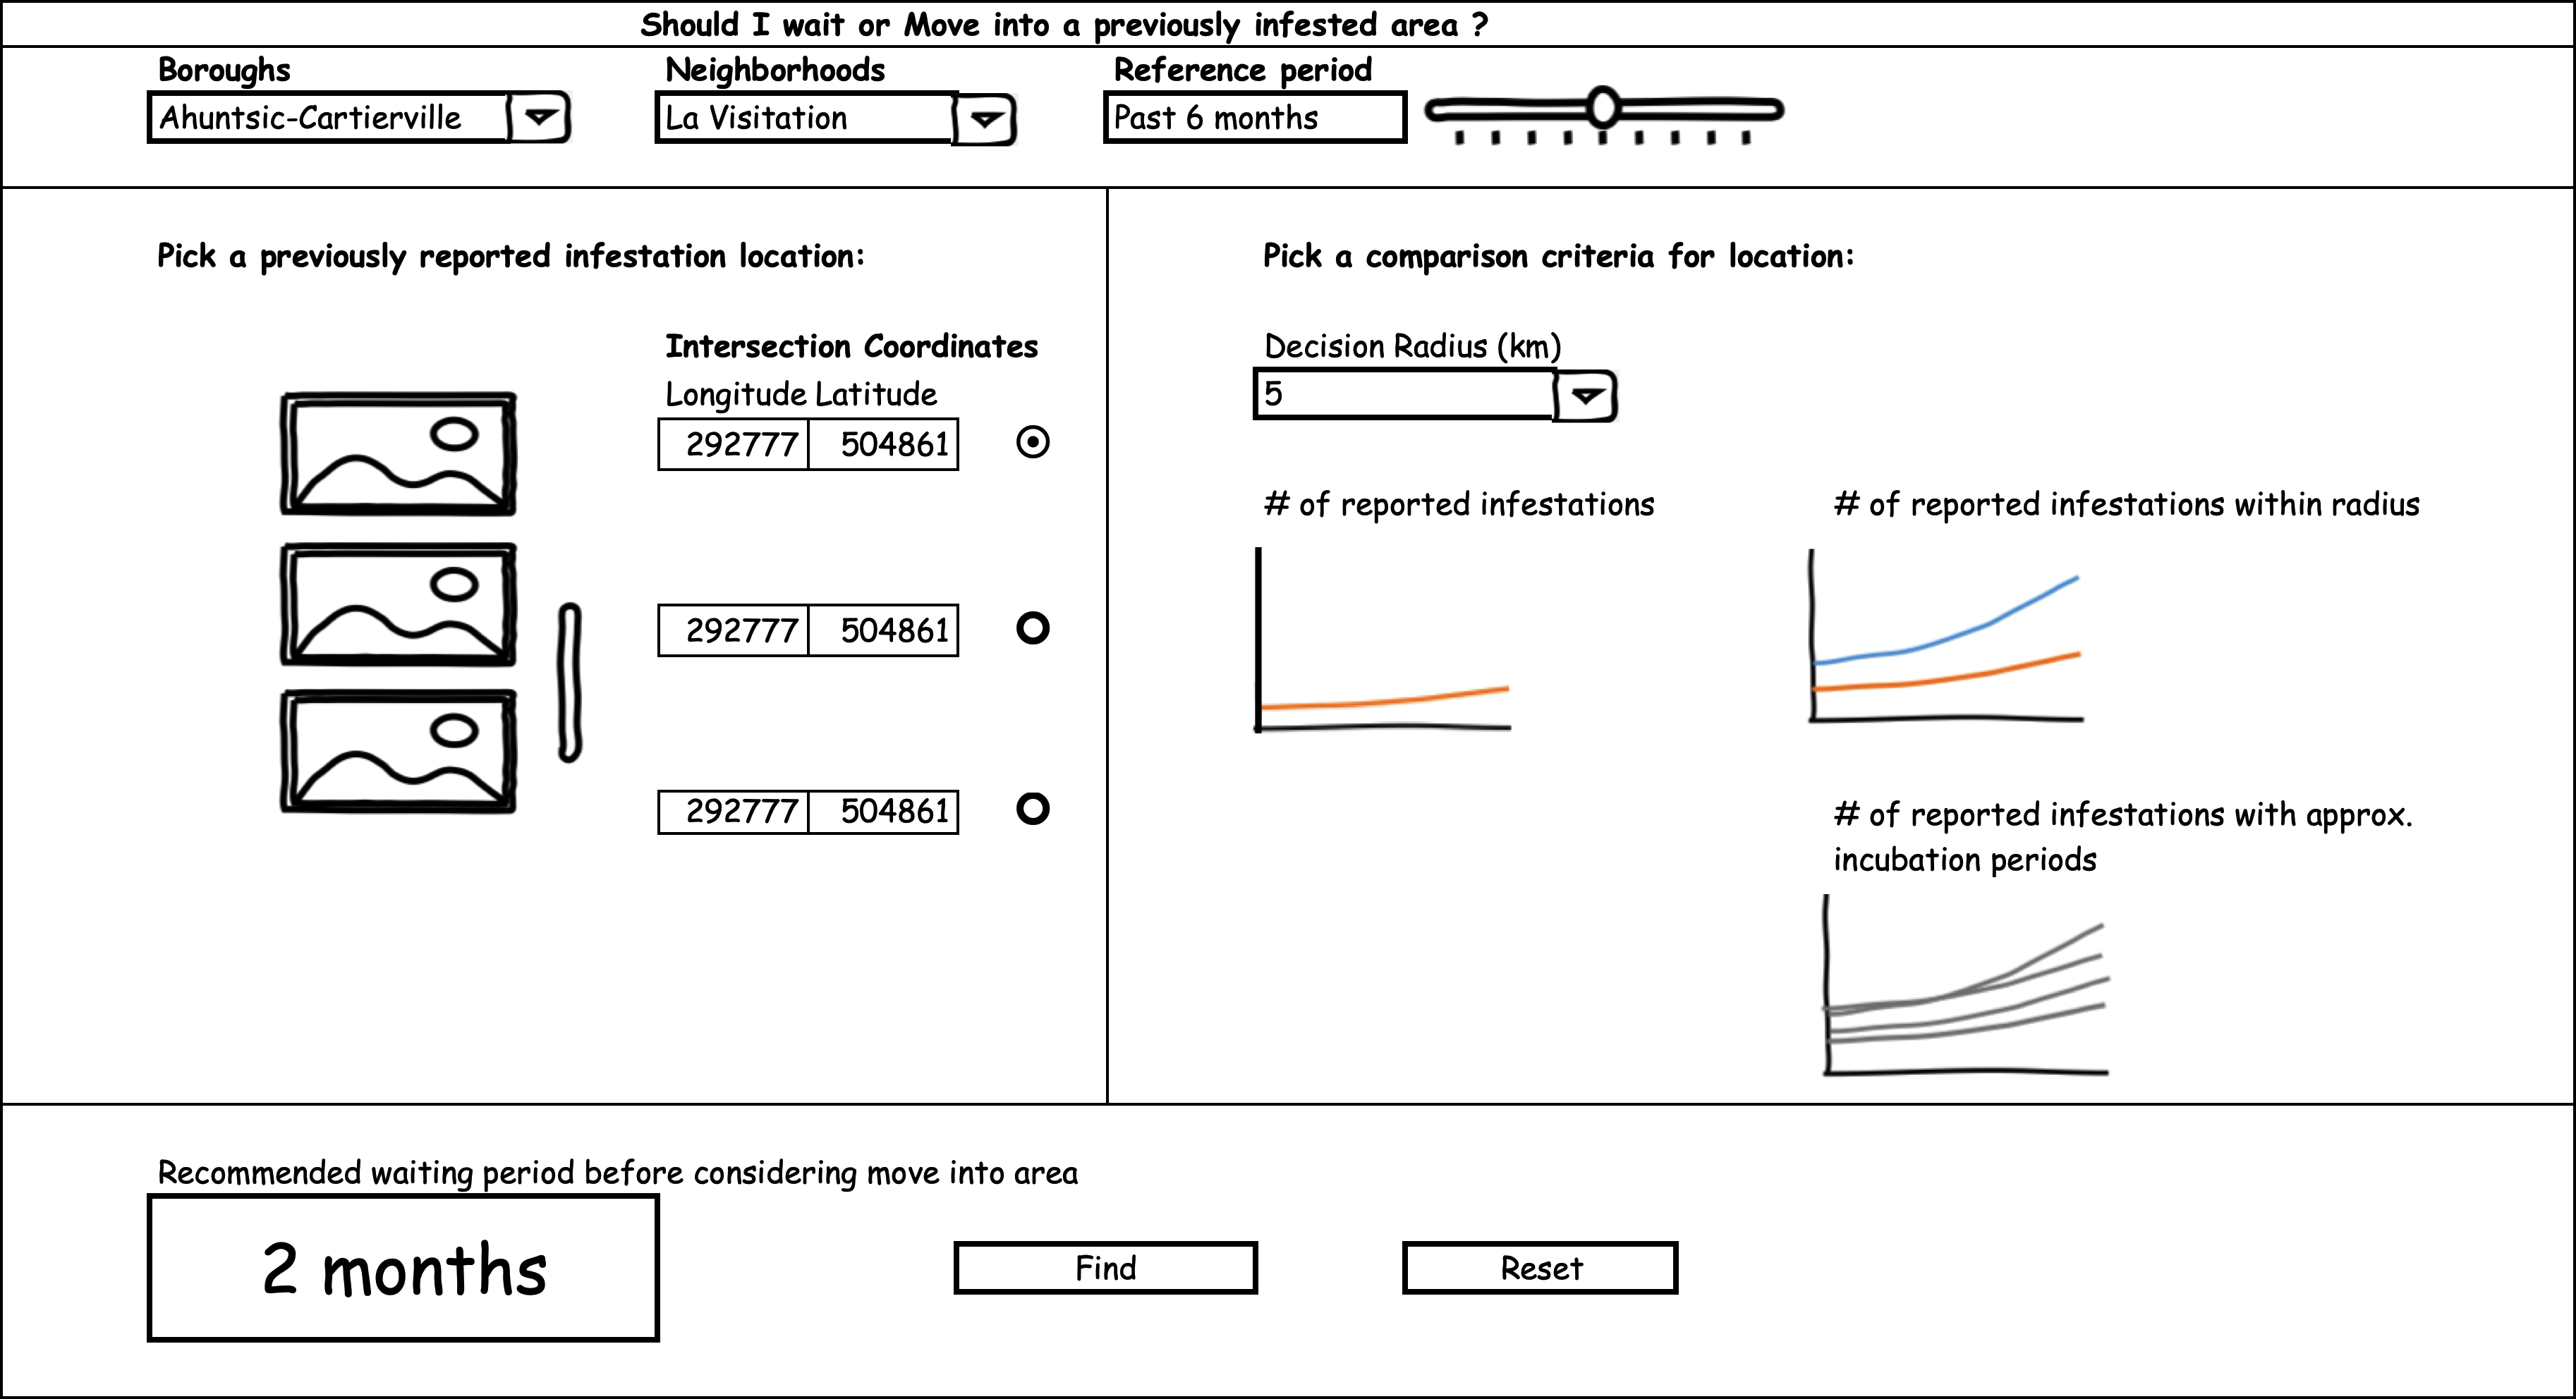 Should I wait or Move into a previously infested area ?
Boroughs
Neighborhoods
Reference period
Ahuntsic-Cartierville
La Visitation
Past 6 months
Pick a previously reported infestation location:
Intersection Coordinates
Longitude Latitude
292777 504861
292777 504861
292777 504861
Pick a comparison criteria for location:
Decision Radius (km)
5
# of reported infestations
# of reported infestations within radius
# of reported infestations with approx.
incubation periods
Recommended waiting period before considering move into area
2 months
Find
Reset